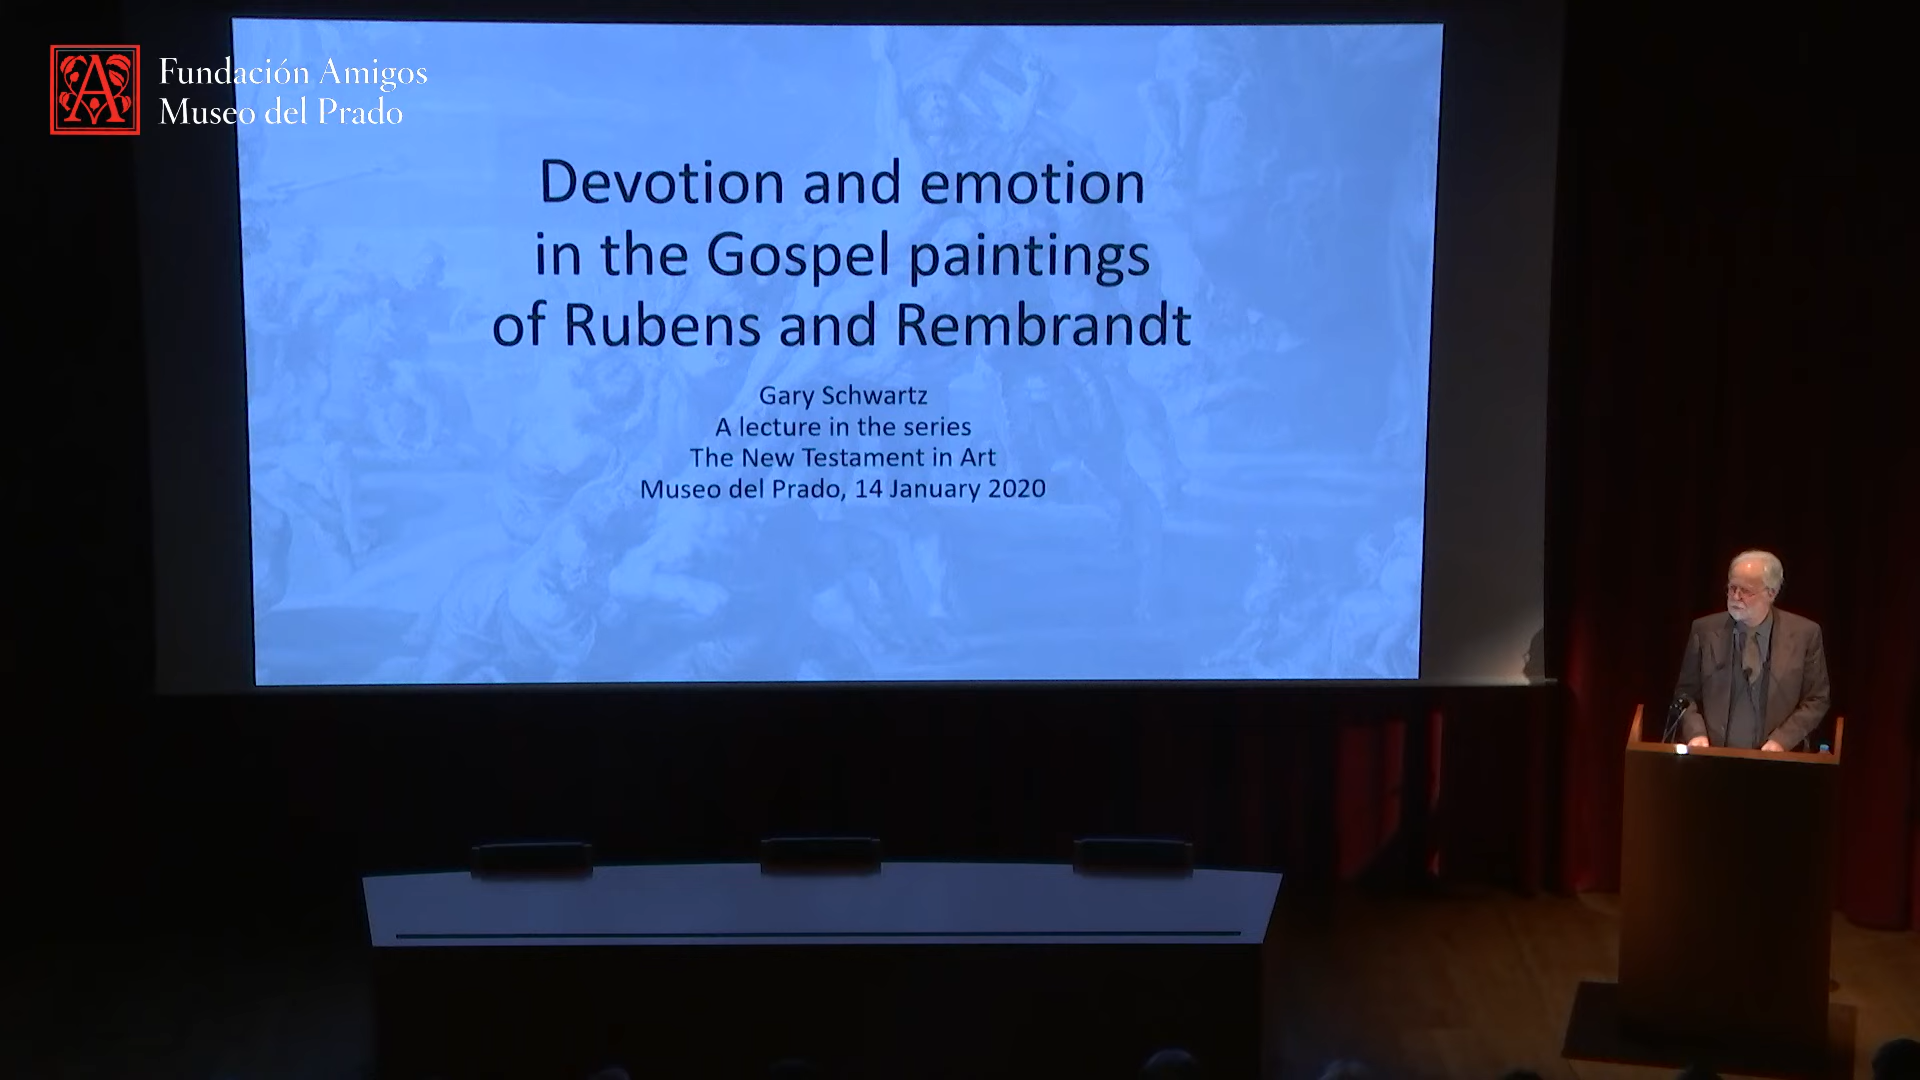 Fundación Amigos
Museo del Prado
Devotion and emotion
in the Gospel paintings
of Rubens and Rembrandt
Gary Schwartz
A lecture in the series
The New Testament in Art
Museo del Prado, 14 January 2020